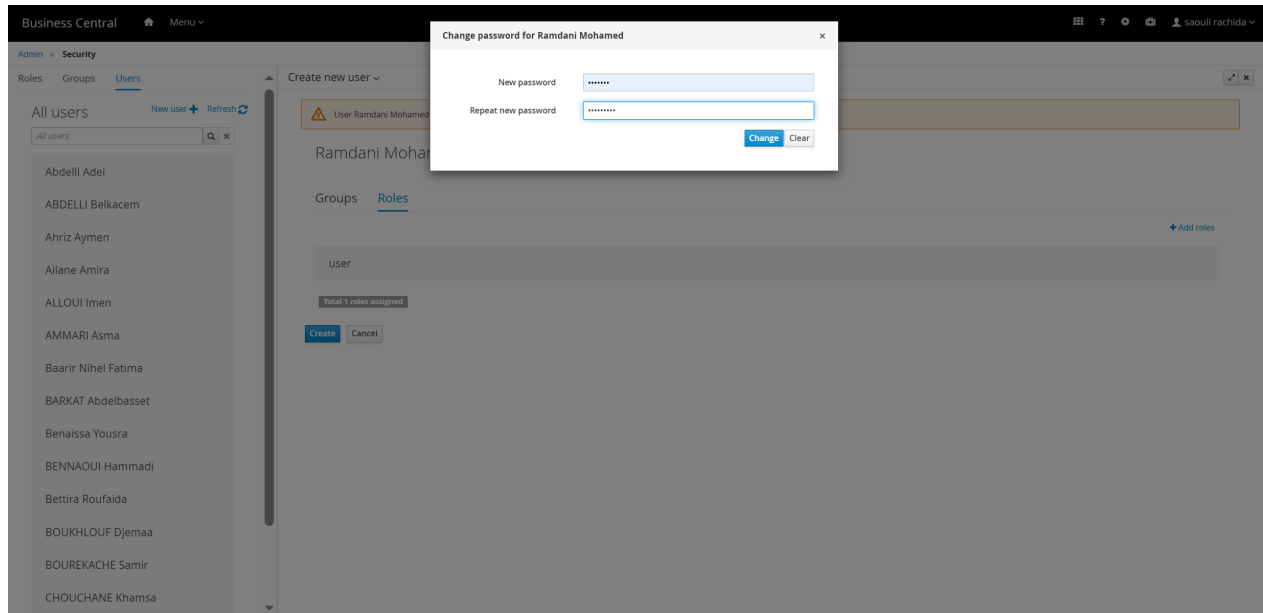 Business Central Menu ? saouli rachida
Change password for Ramdani Mohamed ×
Admin > Security
Roles Groups Users
Create new user
New password •••••••
Repeat new password •••••••••
Change Clear
All users New user Refresh
All users
User Ramdani Mohamed
Ramdani Mohar
Groups Roles
Add roles
user
Total 1 roles assigned
Create Cancel
Abdelli Adel
ABDELLI Belkacem
Ahriz Aymen
Ailane Amira
ALLOUI Imen
AMMARI Asma
Baarir Nihel Fatima
BARKAT Abdelbasset
Benaissa Yousra
BENNAOUI Hammadi
Bettira Roufaida
BOUKHLOUF Djemaa
BOUREKACHE Samir
CHOUCHANE Khamsa